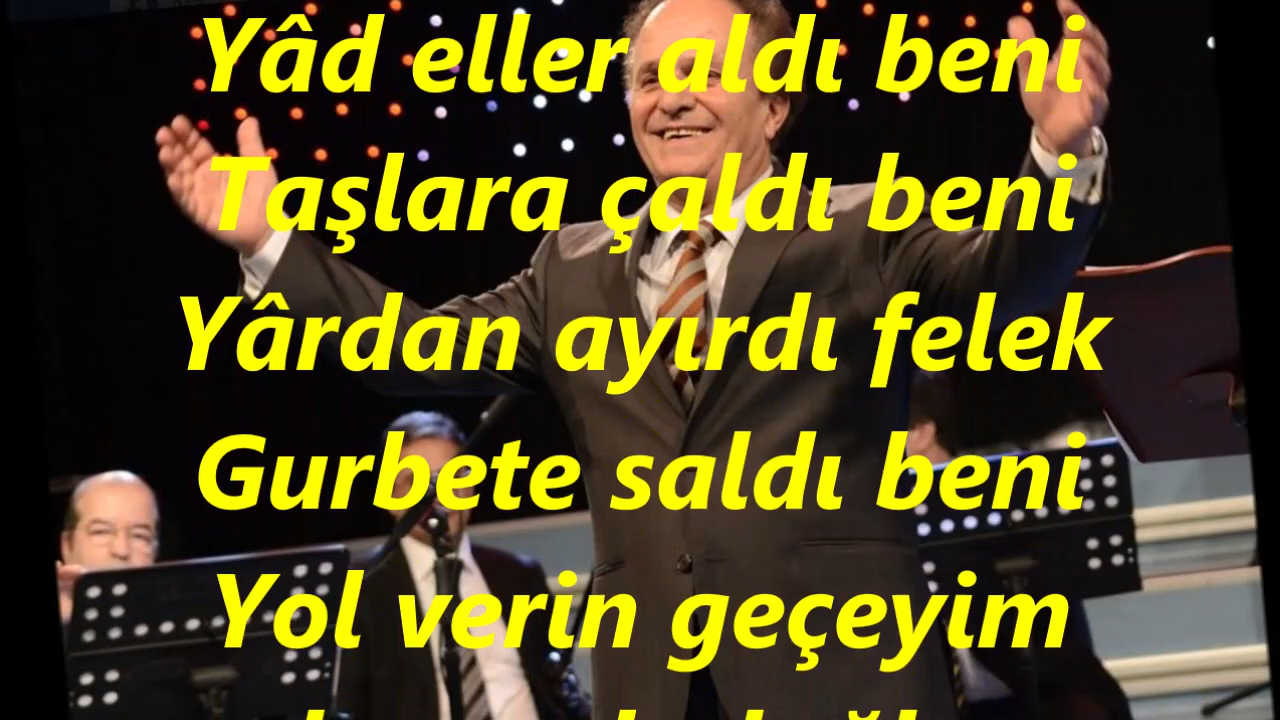 Yâd eller aldı beni
Taşlara çaldı beni
Yârdan ayırdı felek
Gurbete saldı beni
Yol verin geçeyim